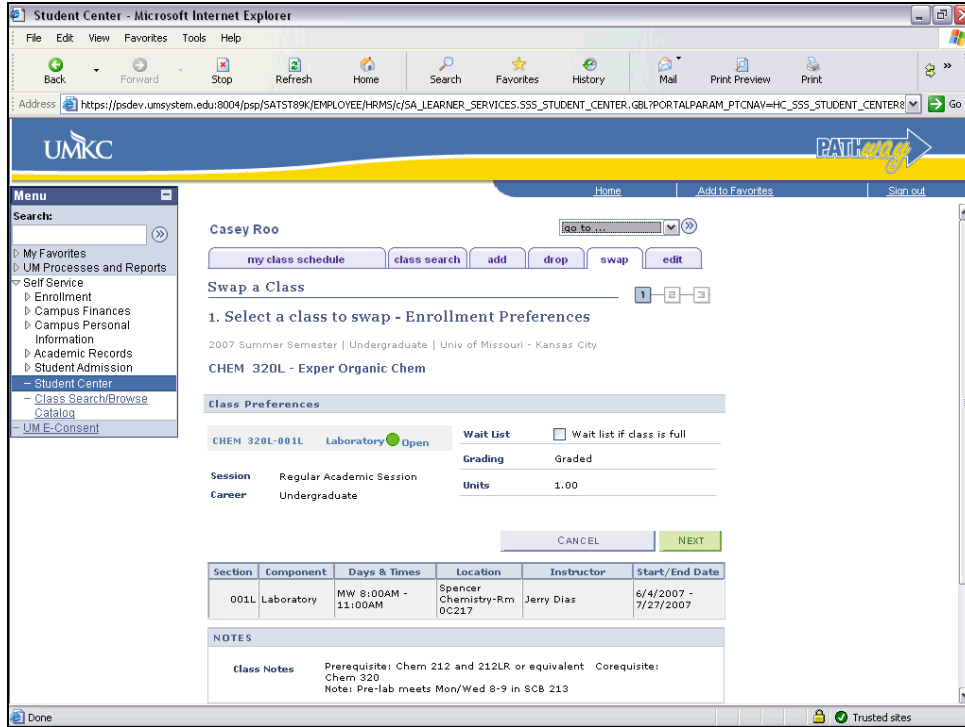 Student Center - Microsoft Internet Explorer
File Edit View Favorites Tools Help
Back Forward Stop Refresh Home Search Favorites History Mail Print Preview Print
Address https://psdev.umsystem.edu:8004/psp/SATST89K/EMPLOYEE/HRMS/c/SA_LEARNER_SERVICES.SSS_STUDENT_CENTER.GBL?PORTALPARAM_PTCNAV=HC_SSS_STUDENT_CENTER& Go
UMKC PATHway
Home Add to Favorites Sign out
Menu
Search:
My Favorites
UM Processes and Reports
Self Service
Enrollment
Campus Finances
Campus Personal
Information
Academic Records
Student Admission
Student Center
Class Search/Browse
Catalog
UM E-Consent
Casey Roo go to ...
my class schedule class search add drop swap edit
Swap a Class 1 2 3
1. Select a class to swap - Enrollment Preferences
2007 Summer Semester | Undergraduate | Univ of Missouri - Kansas City
CHEM 320L - Exper Organic Chem
Class Preferences
CHEM 320L-001L Laboratory Open
Session Regular Academic Session
Career Undergraduate
Wait List Wait list if class is full
Grading Graded
Units 1.00
CANCEL NEXT
Section Component Days & Times Location Instructor Start/End Date
001L Laboratory MW 8:00AM - 11:00AM Spencer Chemistry-Rm 0C217 Jerry Dias 6/4/2007 - 7/27/2007
NOTES
Class Notes Prerequisite: Chem 212 and 212LR or equivalent Corequisite:
Chem 320
Note: Pre-lab meets Mon/Wed 8-9 in SCB 213
Done Trusted sites